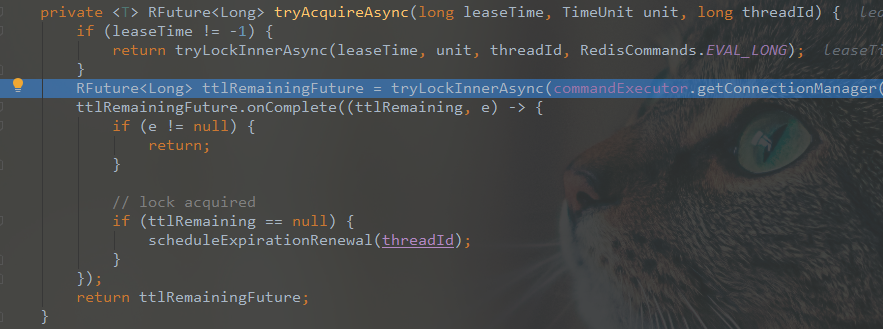 private <T> RFuture<Long> tryAcquireAsync(long leaseTime, TimeUnit unit, long threadId) {
if (leaseTime != -1) {
return tryLockInnerAsync(leaseTime, unit, threadId, RedisCommands.EVAL_LONG); leaseTi
}
RFuture<Long> ttlRemainingFuture = tryLockInnerAsync(commandExecutor.getConnectionManager(
ttlRemainingFuture.onComplete((ttlRemaining, e) -> {
if (e != null) {
return;
}
// lock acquired
if (ttlRemaining == null) {
scheduleExpirationRenewal(threadId);
}
});
return ttlRemainingFuture;
}